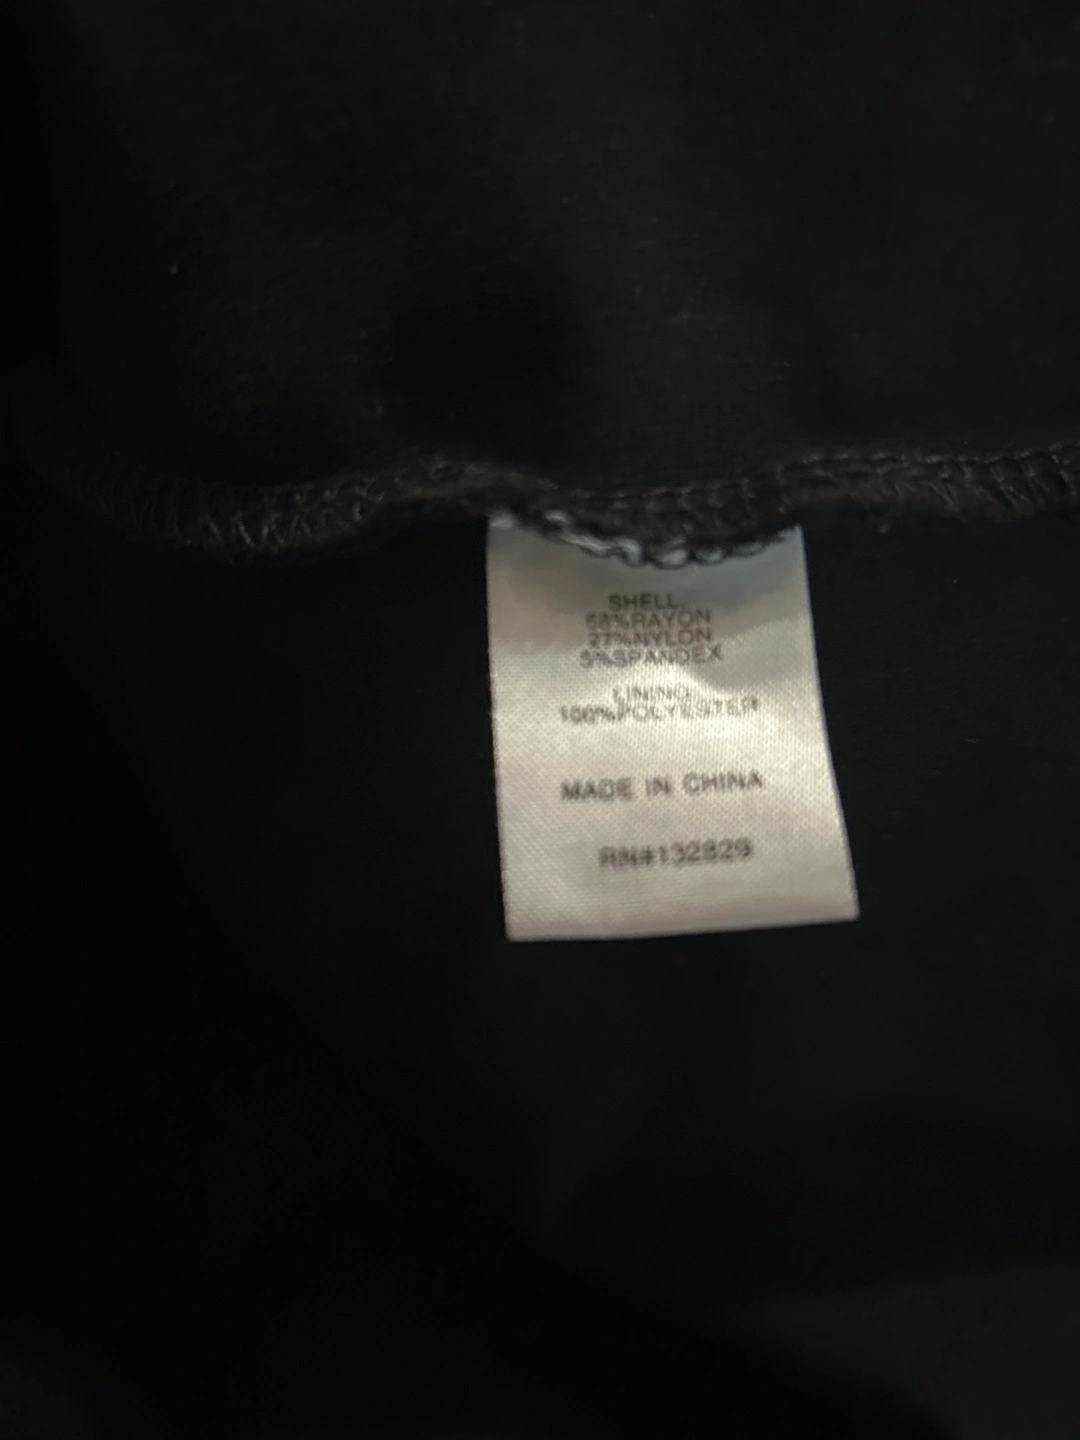 SHELL
68%RAYON
27%NYLON
5%SPANDEX
LINING
100%POLYESTER
MADE IN CHINA
RN#132829